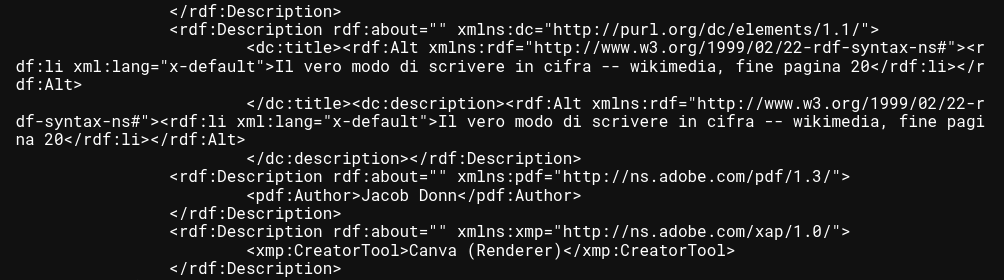 </rdf:Description>
<rdf:Description rdf:about="" xmlns:dc="http://purl.org/dc/elements/1.1/">
<dc:title><rdf:Alt xmlns:rdf="http://www.w3.org/1999/02/22-rdf-syntax-ns#"><r
df:li xml:lang="x-default">Il vero modo di scrivere in cifra -- wikimedia, fine pagina 20</rdf:li></r
df:Alt>
</dc:title><dc:description><rdf:Alt xmlns:rdf="http://www.w3.org/1999/02/22-r
df-syntax-ns#"><rdf:li xml:lang="x-default">Il vero modo di scrivere in cifra -- wikimedia, fine pagi
na 20</rdf:li></rdf:Alt>
</dc:description></rdf:Description>
<rdf:Description rdf:about="" xmlns:pdf="http://ns.adobe.com/pdf/1.3/">
<pdf:Author>Jacob Donn</pdf:Author>
</rdf:Description>
<rdf:Description rdf:about="" xmlns:xmp="http://ns.adobe.com/xap/1.0/">
<xmp:CreatorTool>Canva (Renderer)</xmp:CreatorTool>
</rdf:Description>